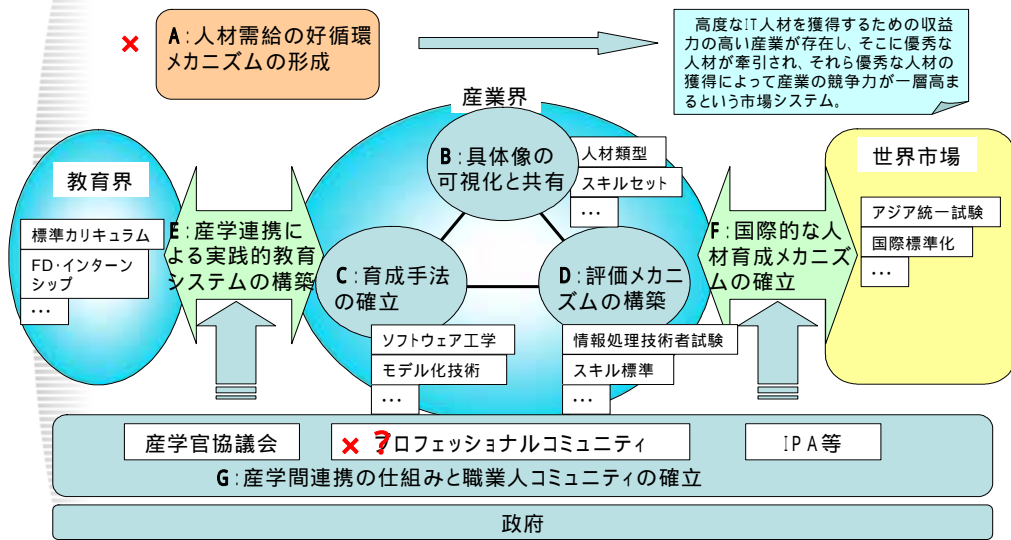 × A:人材需給の好循環
メカニズムの形成
高度なIT人材を獲得するための収益
力の高い産業が存在し、そこに優秀な
人材が牽引され、それら優秀な人材の
獲得によって産業の競争力が一層高ま
るという市場システム。
産業界
B:具体像の
可視化と共有
人材類型
スキルセット
…
教育界
標準カリキュラム
FD・インターン
シップ
…
E:産学連携に
よる実践的教育
システムの構築
C:育成手法
の確立
ソフトウェア工学
モデル化技術
…
D:評価メカニ
ズムの構築
情報処理技術者試験
スキル標準
…
F:国際的な人
材育成メカニズ
ムの確立
世界市場
アジア統一試験
国際標準化
…
産学官協議会
× ? プロフェッショナルコミュニティ
IPA等
G:産学間連携の仕組みと職業人コミュニティの確立
政府